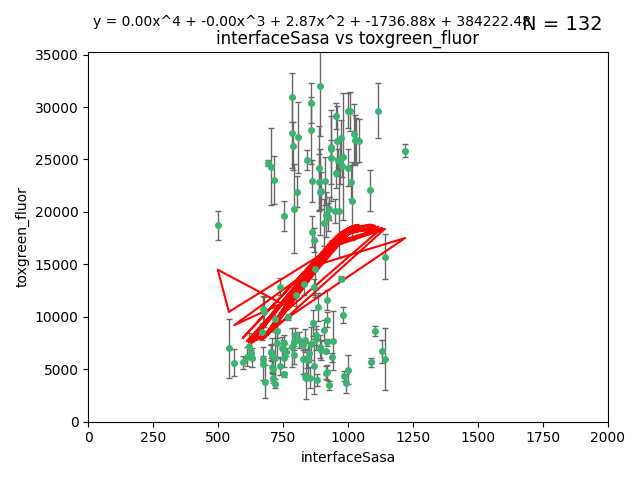 y = 0.00x^4 + -0.00x^3 + 2.87x^2 + -1736.88x + 384222.48
N = 132
interfaceSasa vs toxgreen_fluor
35000
30000
25000
20000
15000
10000
5000
0
toxgreen_fluor
0 250 500 750 1000 1250 1500 1750 2000
interfaceSasa